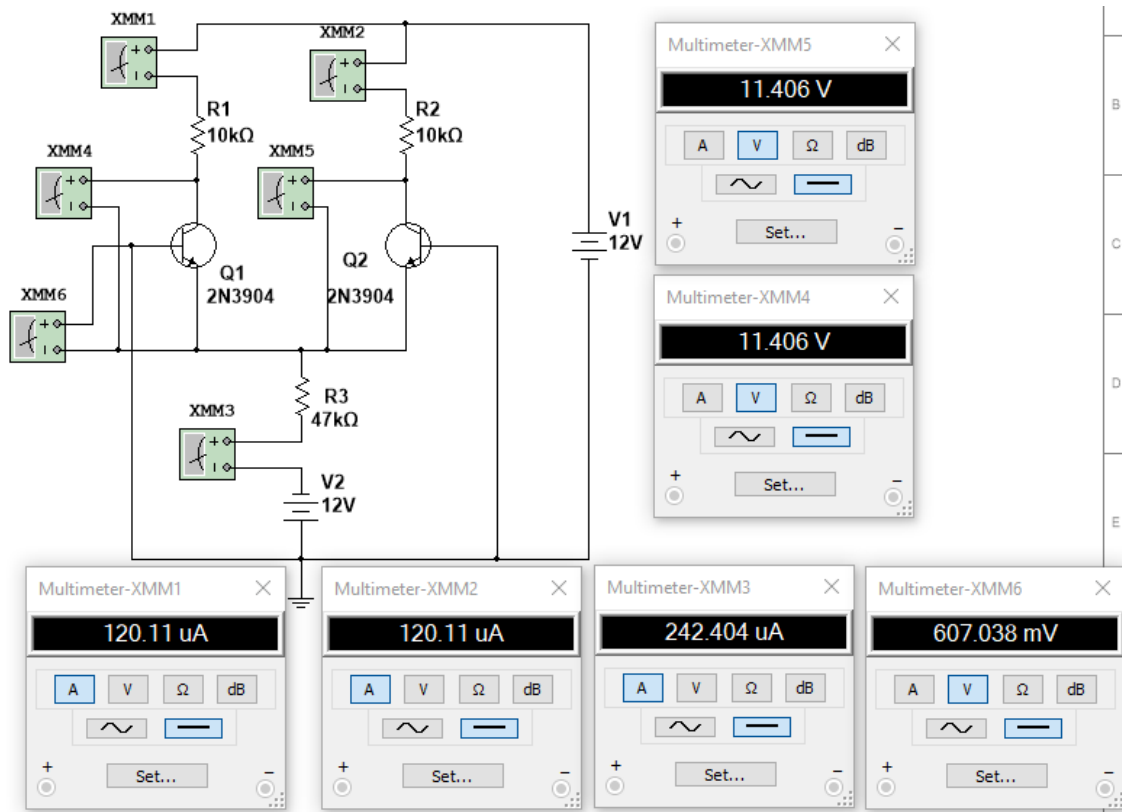 XMM1
XMM2
R1
10kΩ
R2
10kΩ
XMM4
XMM5
V1
12V
Q1
2N3904
Q2
2N3904
XMM6
R3
47kΩ
XMM3
V2
12V
Multimeter-XMM5
11.406 V
A V Ω dB
+ −
Set...
Multimeter-XMM4
11.406 V
A V Ω dB
+ −
Set...
B
C
D
E
Multimeter-XMM1
120.11 uA
A V Ω dB
+ −
Set...
Multimeter-XMM2
120.11 uA
A V Ω dB
+ −
Set...
Multimeter-XMM3
242.404 uA
A V Ω dB
+ −
Set...
Multimeter-XMM6
607.038 mV
A V Ω dB
+ −
Set...